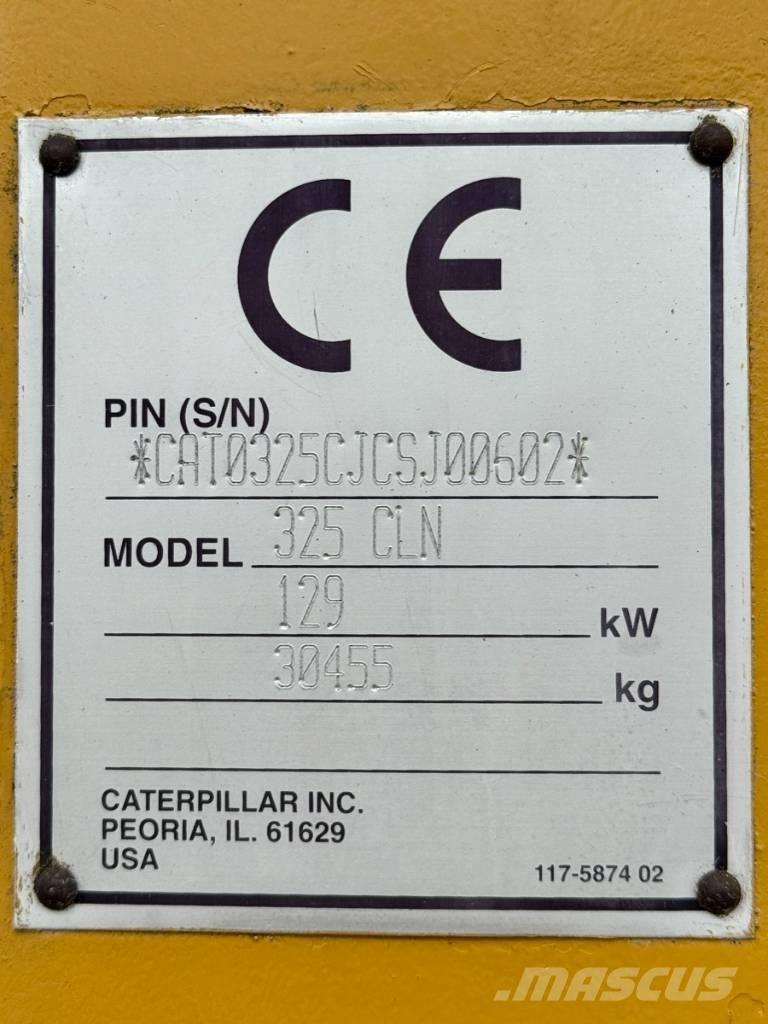 CE
PIN (S/N)
*CAT0325CJCSJ00602*
MODEL 325 CLN
129 kW
30455 kg
CATERPILLAR INC.
PEORIA, IL. 61629
USA
117-5874 02
MASCUS